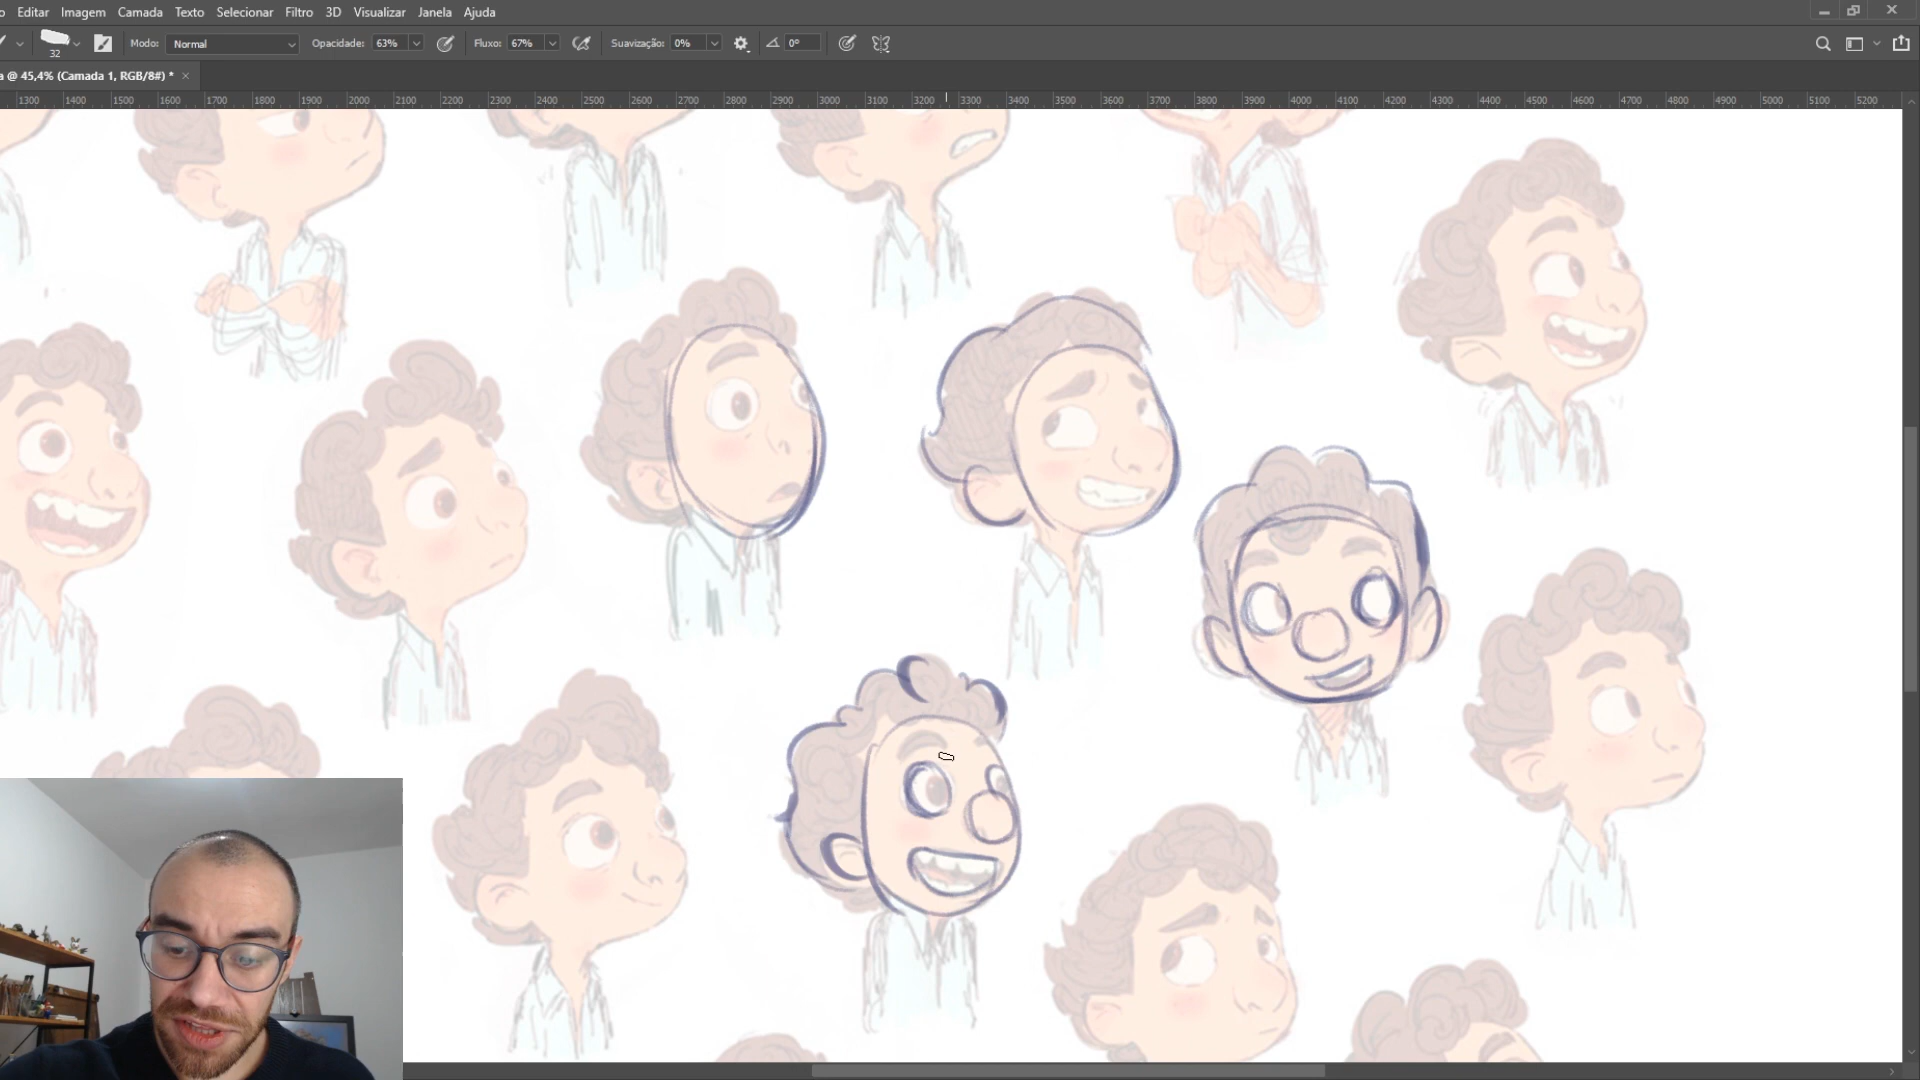 o Editar Imagem Camada Texto Selecionar Filtro 3D Visualizar Janela Ajuda
32 Modo: Normal Opacidade: 63% Fluxo: 67% Suavização: 0% 0°
a @ 45,4% (Camada 1, RGB/8#) * ×
1300 1400 1500 1600 1700 1800 1900 2000 2100 2200 2300 2400 2500 2600 2700 2800 2900 3000 3100 3200 3300 3400 3500 3600 3700 3800 3900 4000 4100 4200 4300 4400 4500 4600 4700 4800 4900 5000 5100 5200